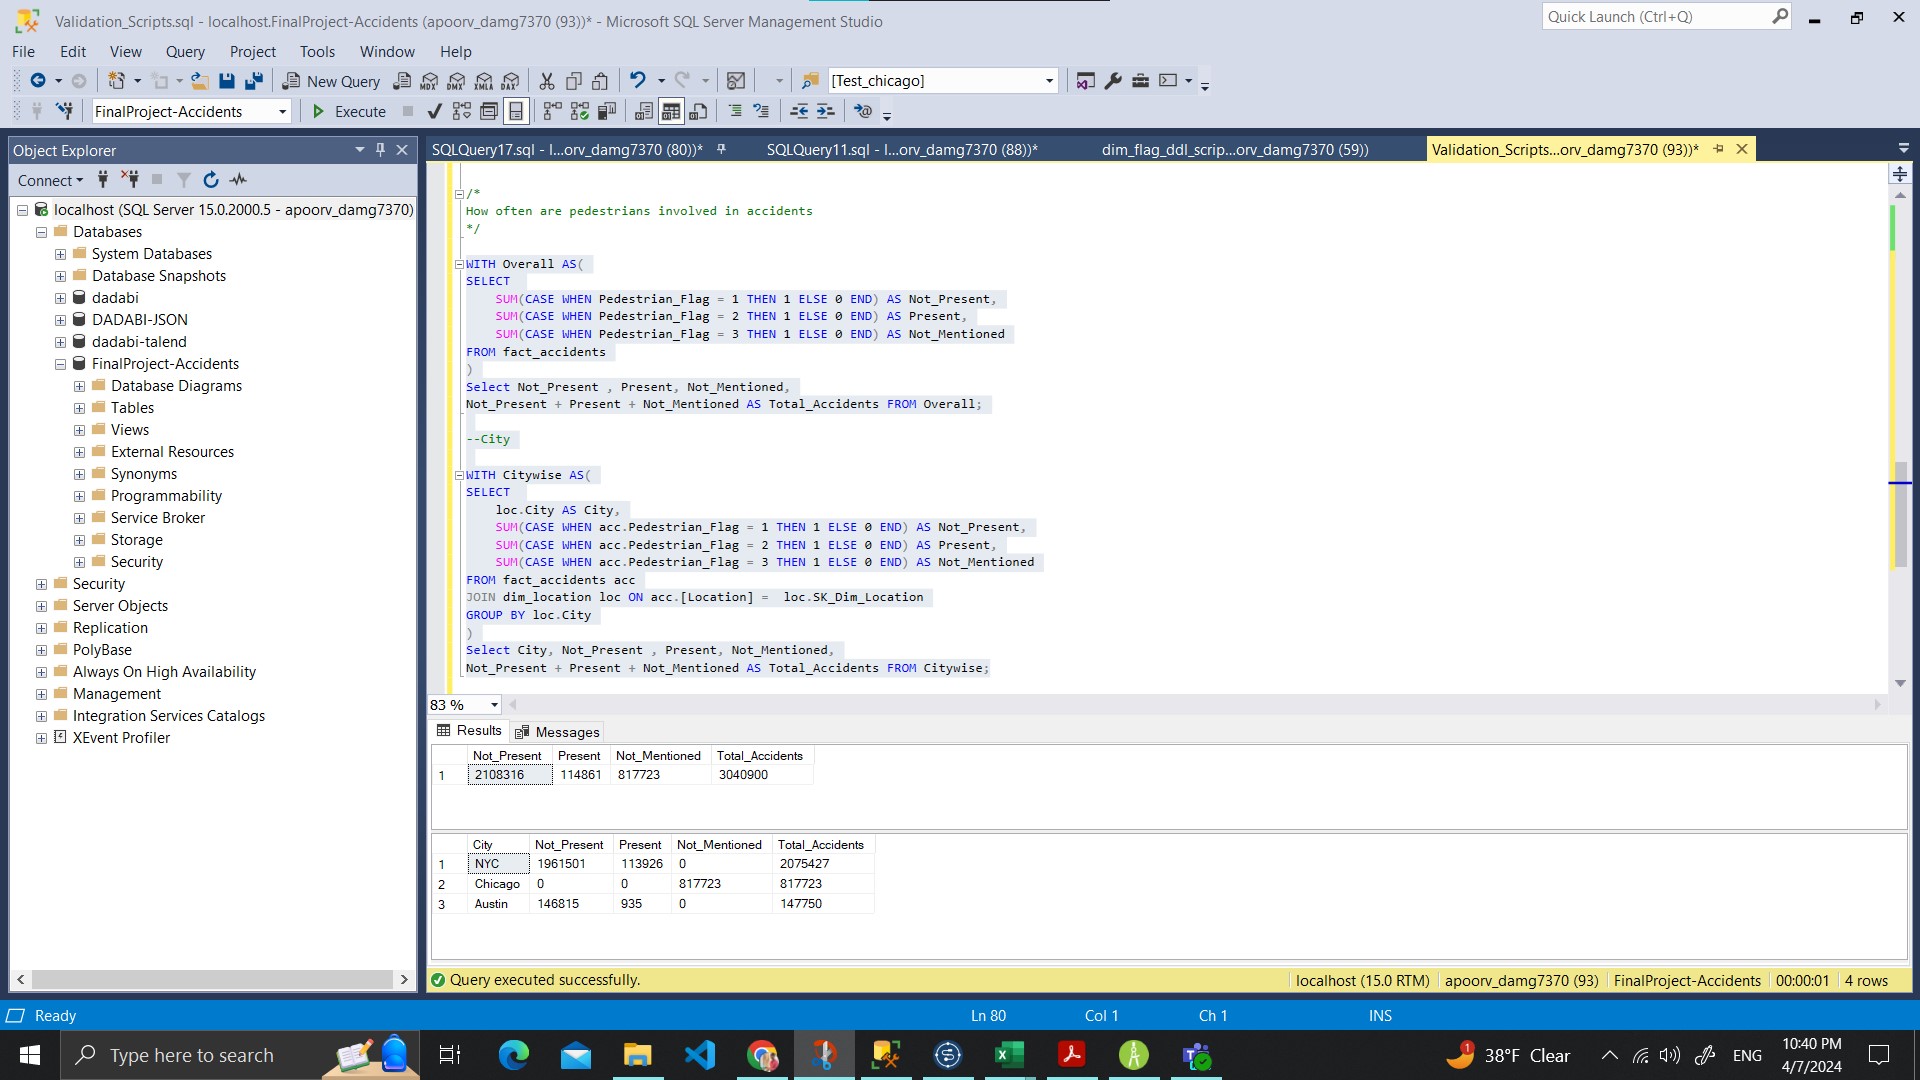 Validation_Scripts.sql - localhost.FinalProject-Accidents (apoorv_damg7370 (93))* - Microsoft SQL Server Management Studio
Quick Launch (Ctrl+Q)
File Edit View Query Project Tools Window Help
New Query
MDX DMX XMLA DAX
[Test_chicago]
FinalProject-Accidents
Execute
Object Explorer
Connect
localhost (SQL Server 15.0.2000.5 - apoorv_damg7370)
Databases
System Databases
Database Snapshots
dadabi
DADABI-JSON
dadabi-talend
FinalProject-Accidents
Database Diagrams
Tables
Views
External Resources
Synonyms
Programmability
Service Broker
Storage
Security
Security
Server Objects
Replication
PolyBase
Always On High Availability
Management
Integration Services Catalogs
XEvent Profiler
SQLQuery17.sql - l...orv_damg7370 (80))*
SQLQuery11.sql - l...orv_damg7370 (88))*
dim_flag_ddl_scrip...orv_damg7370 (59))
Validation_Scripts...orv_damg7370 (93))*
/*
How often are pedestrians involved in accidents
*/
WITH Overall AS(
SELECT
SUM(CASE WHEN Pedestrian_Flag = 1 THEN 1 ELSE 0 END) AS Not_Present,
SUM(CASE WHEN Pedestrian_Flag = 2 THEN 1 ELSE 0 END) AS Present,
SUM(CASE WHEN Pedestrian_Flag = 3 THEN 1 ELSE 0 END) AS Not_Mentioned
FROM fact_accidents
)
Select Not_Present , Present, Not_Mentioned,
Not_Present + Present + Not_Mentioned AS Total_Accidents FROM Overall;
--City
WITH Citywise AS(
SELECT
loc.City AS City,
SUM(CASE WHEN acc.Pedestrian_Flag = 1 THEN 1 ELSE 0 END) AS Not_Present,
SUM(CASE WHEN acc.Pedestrian_Flag = 2 THEN 1 ELSE 0 END) AS Present,
SUM(CASE WHEN acc.Pedestrian_Flag = 3 THEN 1 ELSE 0 END) AS Not_Mentioned
FROM fact_accidents acc
JOIN dim_location loc ON acc.[Location] =  loc.SK_Dim_Location
GROUP BY loc.City
)
Select City, Not_Present , Present, Not_Mentioned,
Not_Present + Present + Not_Mentioned AS Total_Accidents FROM Citywise;
83 %
Results Messages
Not_Present Present Not_Mentioned Total_Accidents
1 2108316 114861 817723 3040900
City Not_Present Present Not_Mentioned Total_Accidents
1 NYC 1961501 113926 0 2075427
2 Chicago 0 0 817723 817723
3 Austin 146815 935 0 147750
Query executed successfully.
localhost (15.0 RTM) apoorv_damg7370 (93) FinalProject-Accidents 00:00:01 4 rows
Ready
Ln 80 Col 1 Ch 1 INS
Type here to search
1
38°F Clear
ENG
10:40 PM
4/7/2024